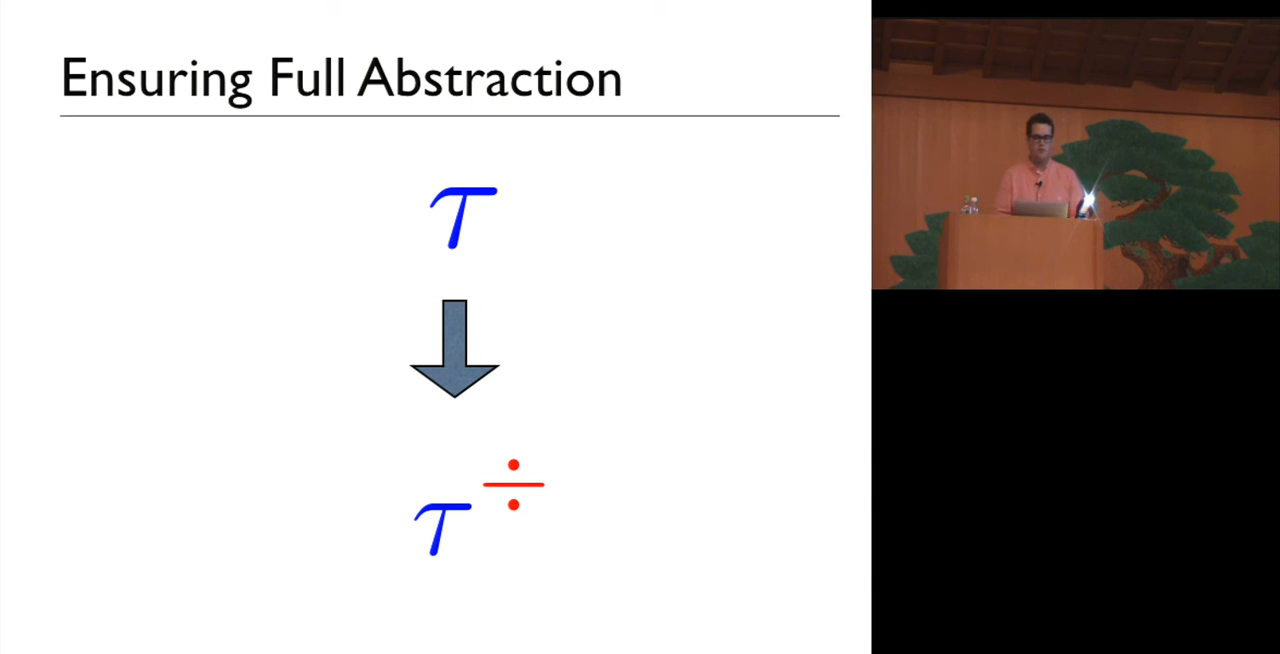 Ensuring Full Abstraction
τ
τ÷